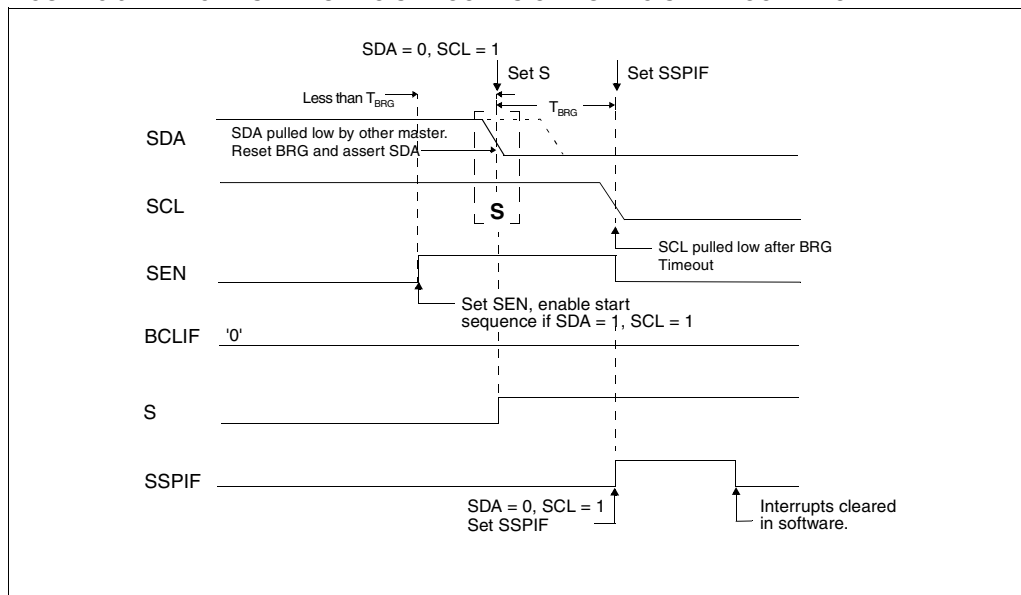 SDA = 0, SCL = 1
Set S
Set SSPIF
Less than TBRG
TBRG
SDA
SDA pulled low by other master.
Reset BRG and assert SDA
SCL
S
SCL pulled low after BRG
Timeout
SEN
Set SEN, enable start
sequence if SDA = 1, SCL = 1
BCLIF
'0'
S
SSPIF
SDA = 0, SCL = 1
Set SSPIF
Interrupts cleared
in software.